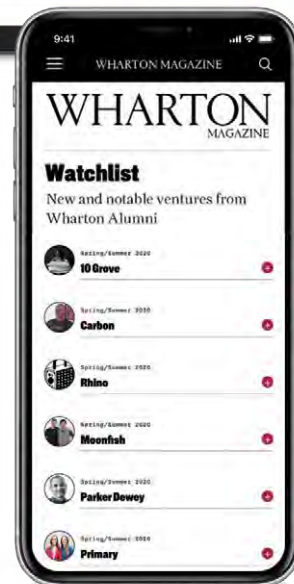 9:41
WHARTON MAGAZINE
WHARTON
MAGAZINE
Watchlist
New and notable ventures from
Wharton Alumni
Spring/Summer 2020
10 Grove
Spring/Summer 2020
Carbon
Spring/Summer 2020
Rhino
Spring/Summer 2020
Moonfish
Spring/Summer 2020
Parker Dewey
Spring/Summer 2020
Primary